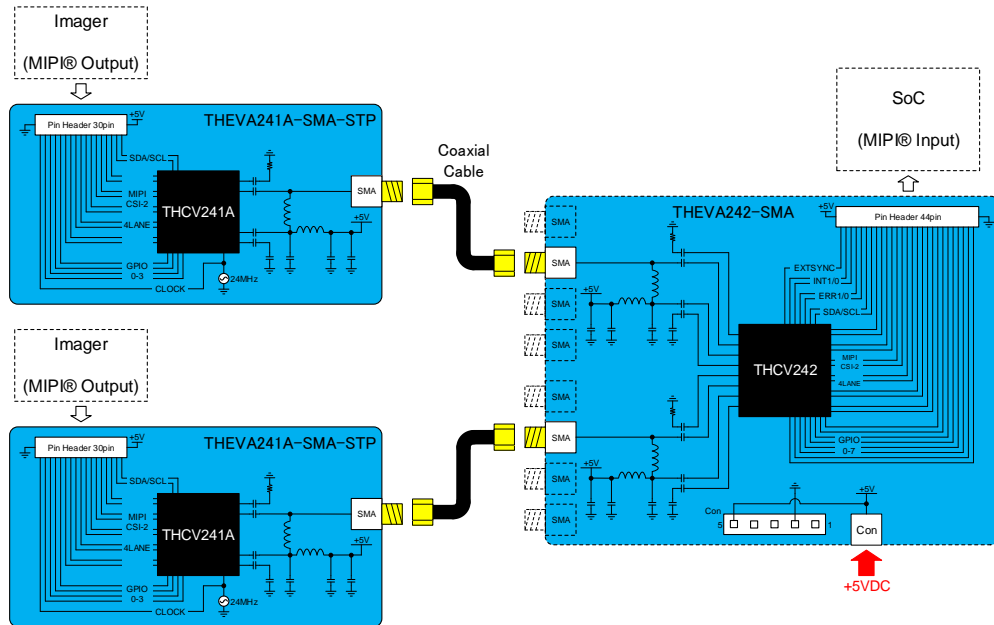 Imager
(MIPI® Output)
THEVA241A-SMA-STP
Pin Header 30pin
+5V
SDA/SCL
MIPI
CSI-2
4LANE
THCV241A
GPIO
0-3
CLOCK
24MHz
+5V
SMA
Coaxial
Cable
Imager
(MIPI® Output)
THEVA241A-SMA-STP
Pin Header 30pin
+5V
SDA/SCL
MIPI
CSI-2
4LANE
THCV241A
GPIO
0-3
CLOCK
24MHz
+5V
SMA
SoC
(MIPI® Input)
THEVA242-SMA
+5V
Pin Header 44pin
SMA
SMA
SMA
SMA
SMA
SMA
SMA
SMA
+5V
+5V
EXTSYNC
INT1/0
ERR1/0
SDA/SCL
THCV242
MIPI
CSI-2
4LANE
GPIO
0-7
Con
5
1
+5V
Con
+5VDC